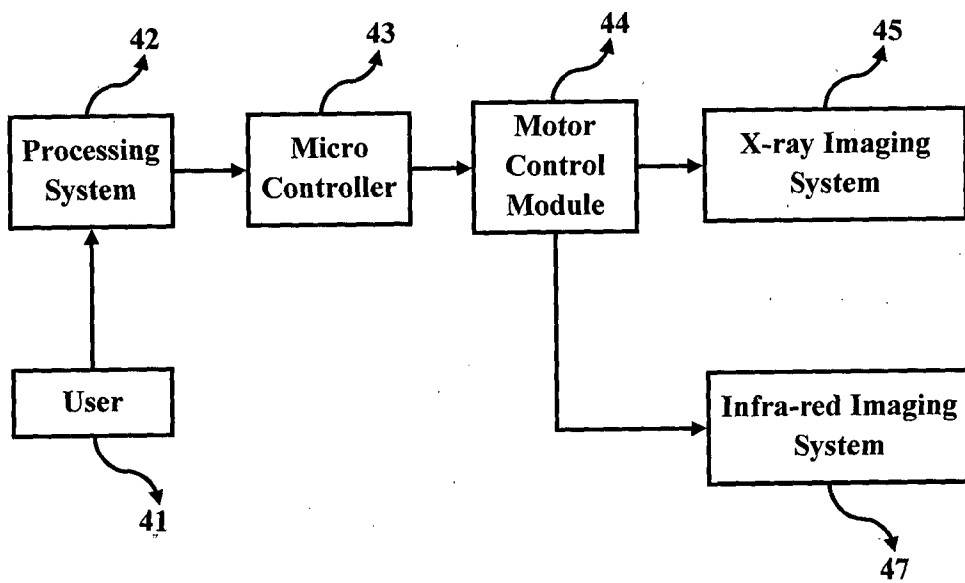 42
43
44
45
Processing
System
Micro
Controller
Motor
Control
Module
X-ray Imaging
System
User
Infra-red Imaging
System
41
47